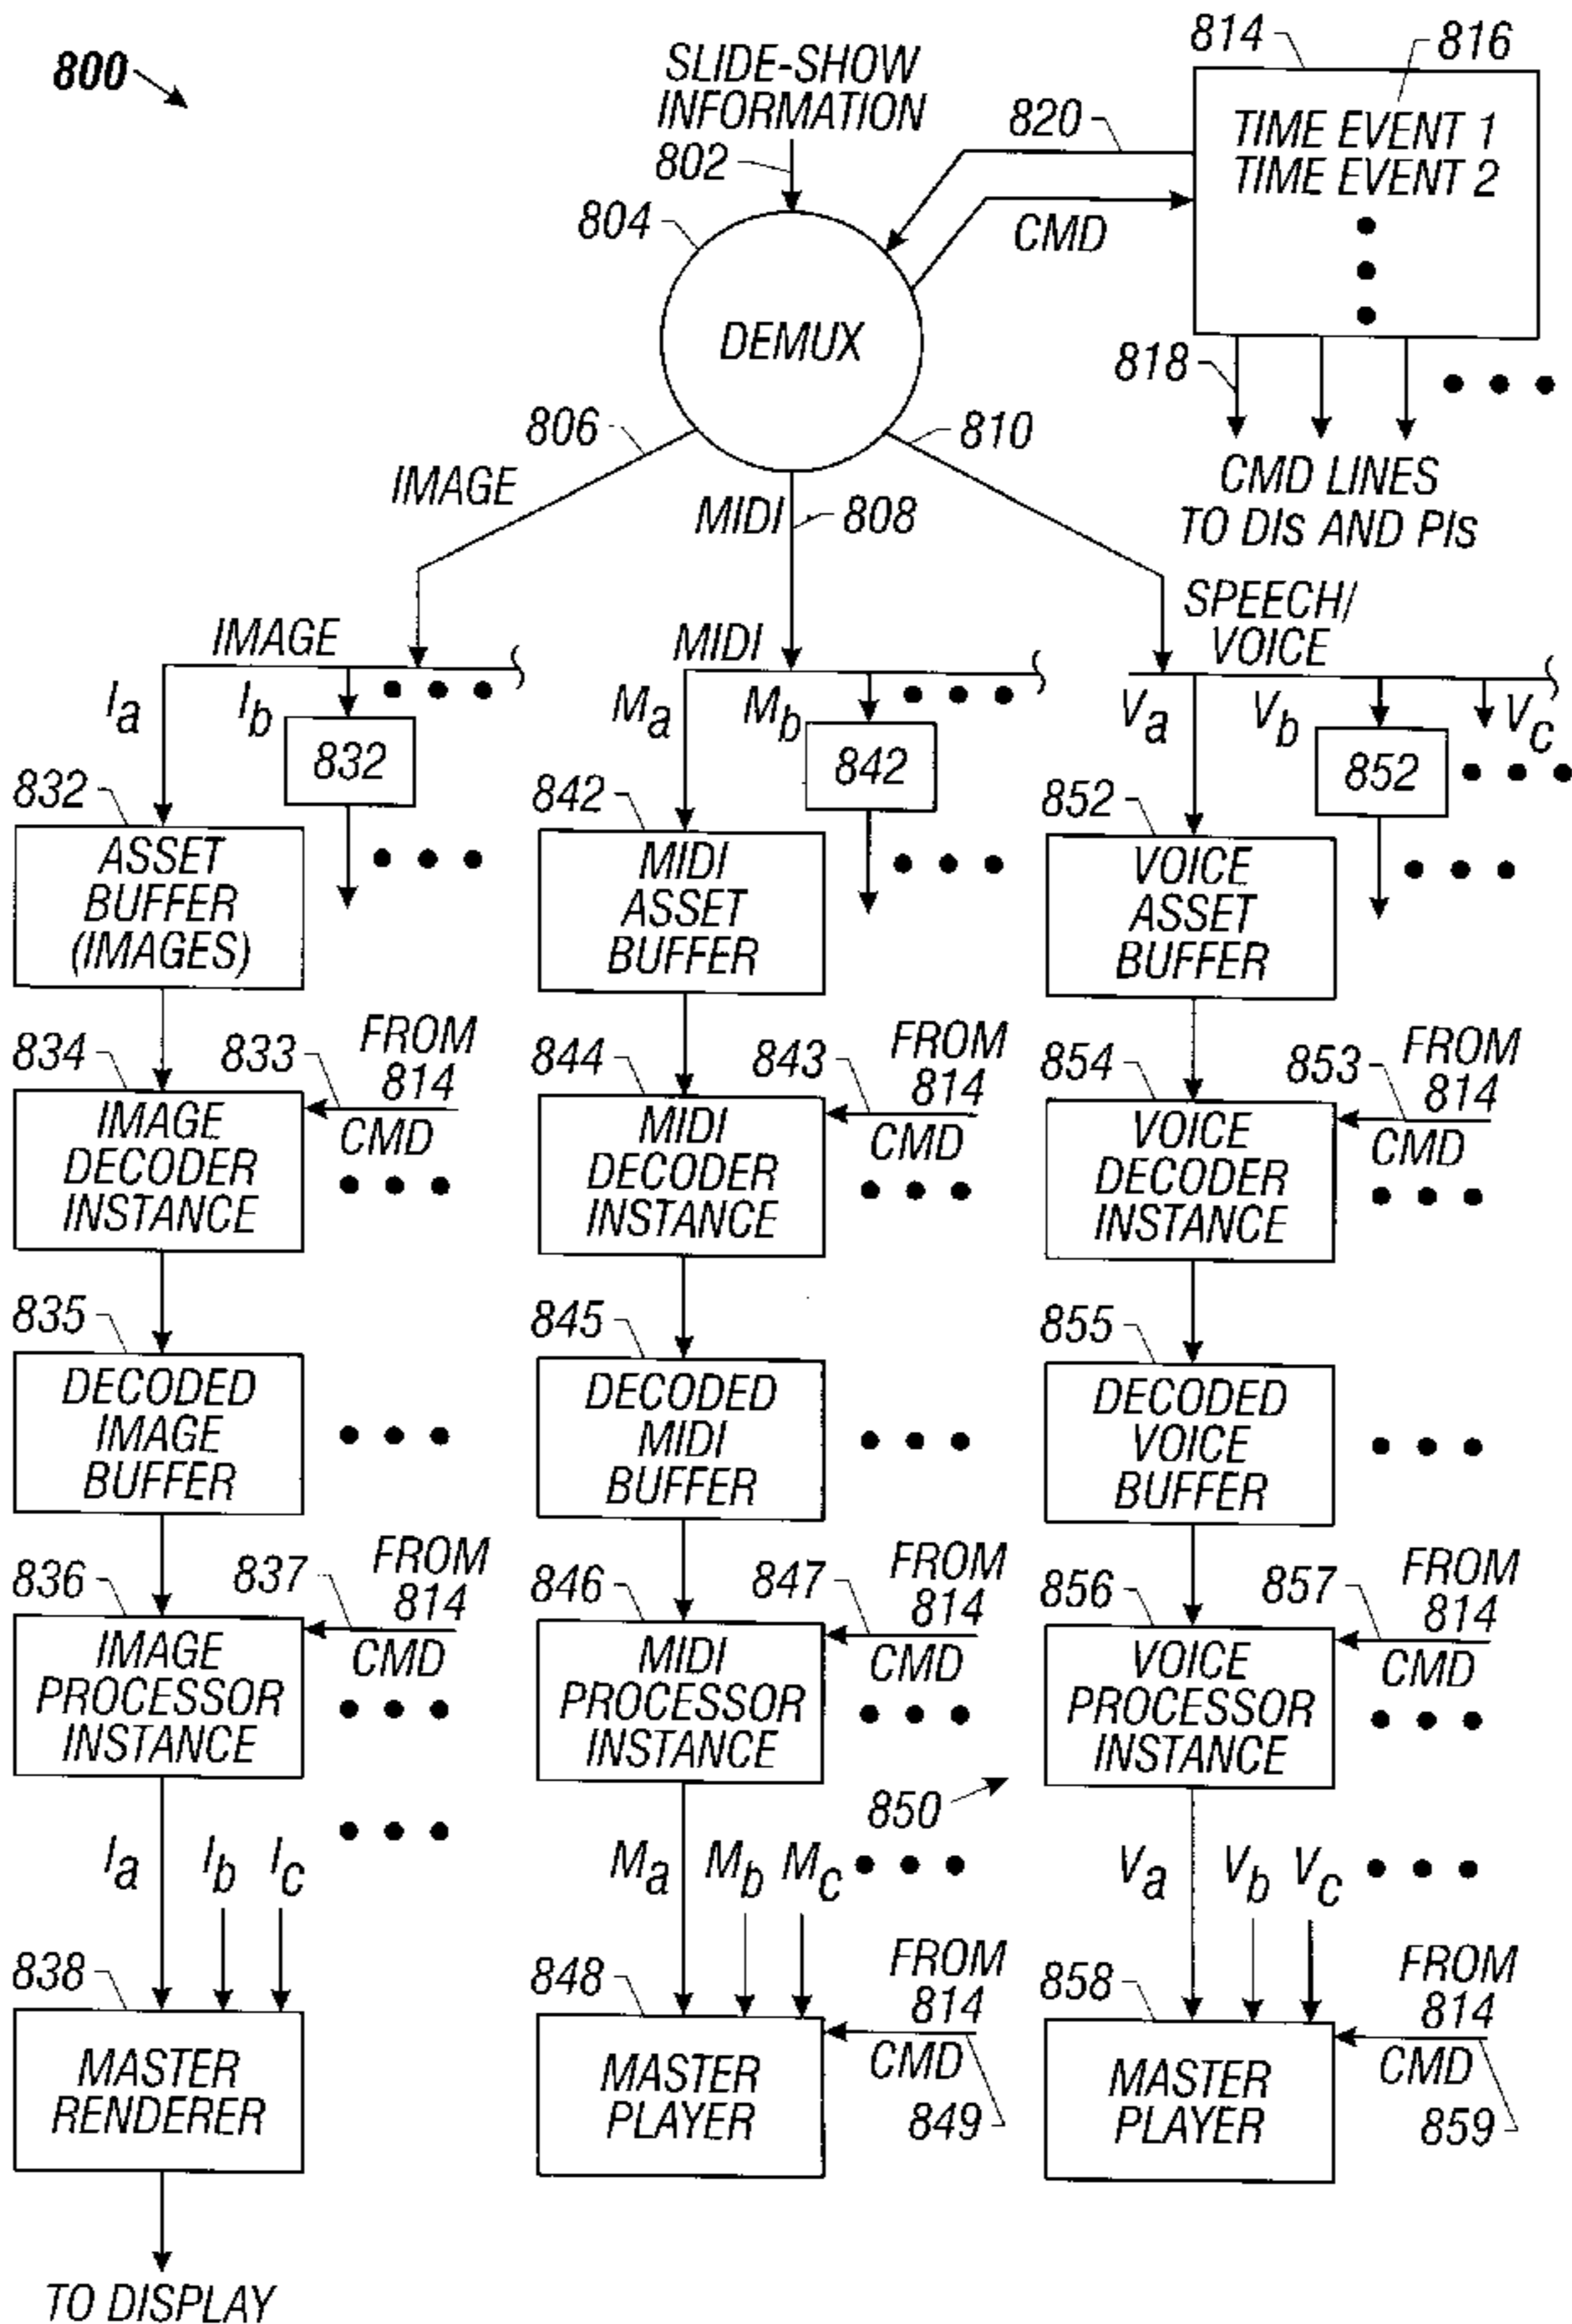 800
SLIDE-SHOW
INFORMATION
802
804
DEMUX
820
CMD
814
816
TIME EVENT 1
TIME EVENT 2
818
CMD LINES
TO DIs AND PIs
806
IMAGE
MIDI
808
810
SPEECH/
VOICE
IMAGE
Ia
Ib
832
MIDI
Ma
Mb
842
Va
Vb
Vc
852
832
ASSET
BUFFER
(IMAGES)
842
MIDI
ASSET
BUFFER
852
VOICE
ASSET
BUFFER
834
IMAGE
DECODER
INSTANCE
833
FROM
814
CMD
844
MIDI
DECODER
INSTANCE
843
FROM
814
CMD
854
VOICE
DECODER
INSTANCE
853
FROM
814
CMD
835
DECODED
IMAGE
BUFFER
845
DECODED
MIDI
BUFFER
855
DECODED
VOICE
BUFFER
836
IMAGE
PROCESSOR
INSTANCE
837
FROM
814
CMD
846
MIDI
PROCESSOR
INSTANCE
847
FROM
814
CMD
856
VOICE
PROCESSOR
INSTANCE
857
FROM
814
CMD
850
Ia
Ib
Ic
Ma
Mb
Mc
Va
Vb
Vc
838
MASTER
RENDERER
848
MASTER
PLAYER
FROM
814
CMD
849
858
MASTER
PLAYER
FROM
814
CMD
859
TO DISPLAY